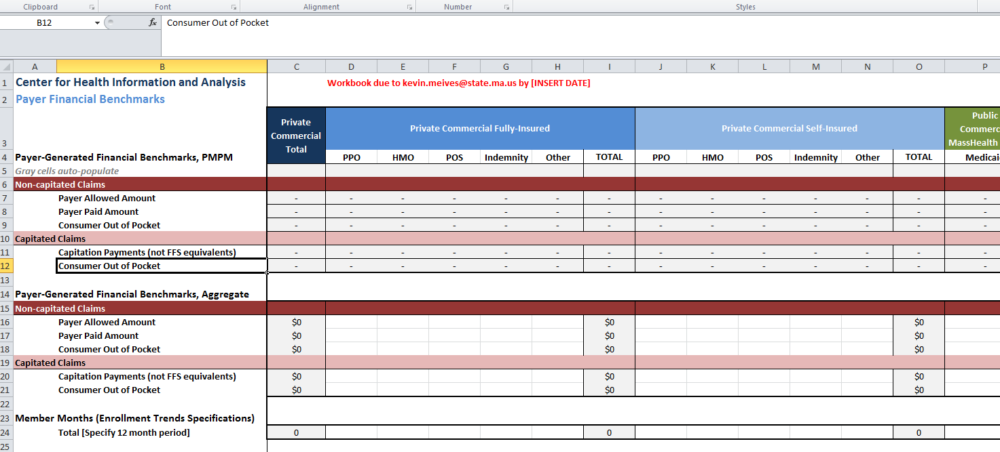 Clipboard Font Alignment Number Styles
B12 fx Consumer Out of Pocket
A B C D E F G H I J K L M N O P
1 Center for Health Information and Analysis Workbook due to kevin.meives@state.ma.us by [INSERT DATE]
2 Payer Financial Benchmarks
3 Private Commercial Total Private Commercial Fully-Insured Private Commercial Self-Insured Public Commerc MassHealth
4 Payer-Generated Financial Benchmarks, PMPM PPO HMO POS Indemnity Other TOTAL PPO HMO POS Indemnity Other TOTAL Medicai
5 Gray cells auto-populate
6 Non-capitated Claims
7 Payer Allowed Amount - - - - - - - - - - - - - -
8 Payer Paid Amount - - - - - - - - - - - - - -
9 Consumer Out of Pocket - - - - - - - - - - - - - -
10 Capitated Claims
11 Capitation Payments (not FFS equivalents) - - - - - - - - - - - - - -
12 Consumer Out of Pocket - - - - - - - - - - - - - -
13
14 Payer-Generated Financial Benchmarks, Aggregate
15 Non-capitated Claims
16 Payer Allowed Amount $0 $0 $0
17 Payer Paid Amount $0 $0 $0
18 Consumer Out of Pocket $0 $0 $0
19 Capitated Claims
20 Capitation Payments (not FFS equivalents) $0 $0 $0
21 Consumer Out of Pocket $0 $0 $0
22
23 Member Months (Enrollment Trends Specifications)
24 Total [Specify 12 month period] 0 0 0
25